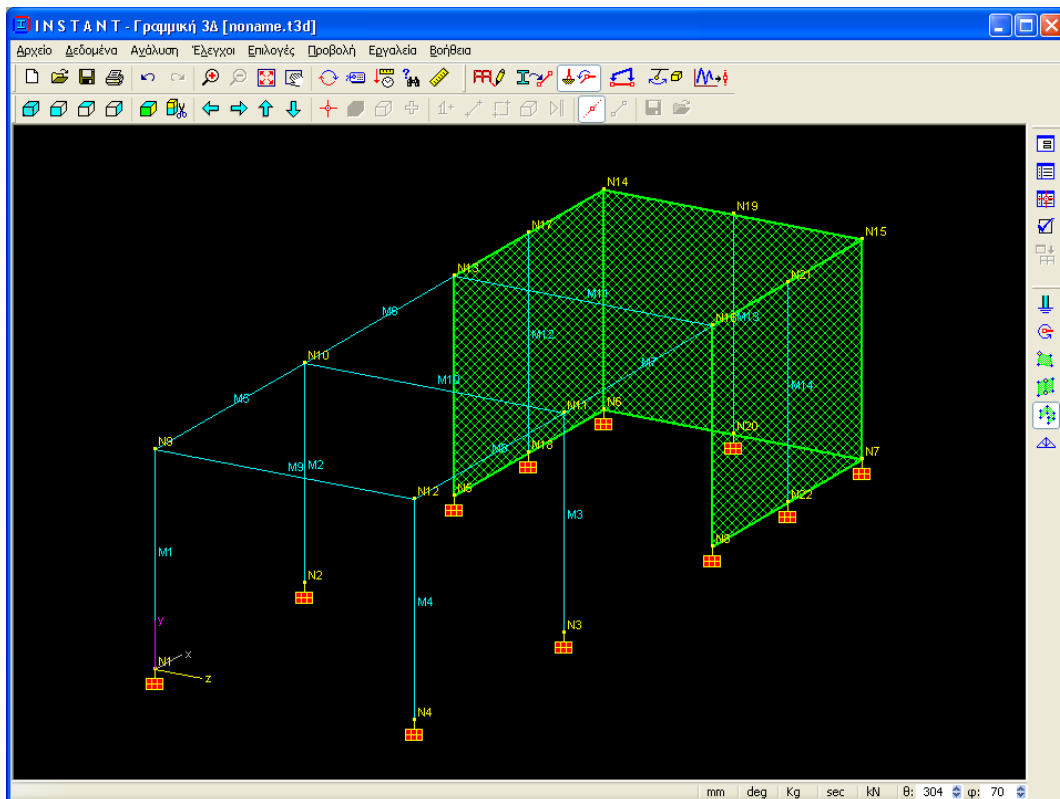 INSTANT - Γραμμική 3Δ [noname.t3d]
Αρχείο Δεδομένα Ανάλυση Έλεγχοι Επιλογές Προβολή Εργαλεία Βοήθεια
N14
N19
N17
N15
N13
N21
M11
M6
N16
M13
M12
N10
M7
M10
M14
M5
N11
N6
N20
N9
N18
M8
N7
M9
M2
N12
N5
N22
M3
N8
M1
N2
M4
y
N3
x
N1
z
N4
mm deg Kg sec kN θ: 304 φ: 70